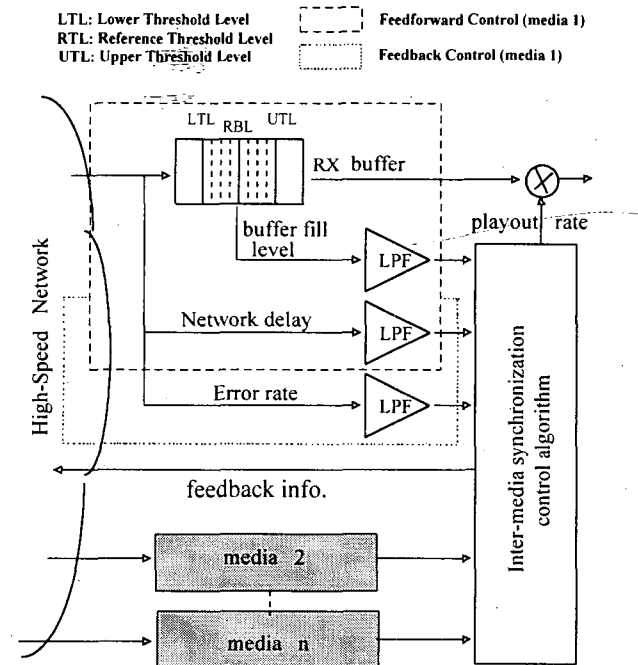 LTL: Lower Threshold Level
RTL: Reference Threshold Level
UTL: Upper Threshold Level
Feedforward Control (media 1)
Feedback Control (media 1)
LTL
RBL
UTL
RX buffer
buffer fill
level
LPF
playout rate
Network delay
LPF
Error rate
LPF
High-Speed Network
feedback info.
Inter-media synchronization
control algorithm
media 2
media n